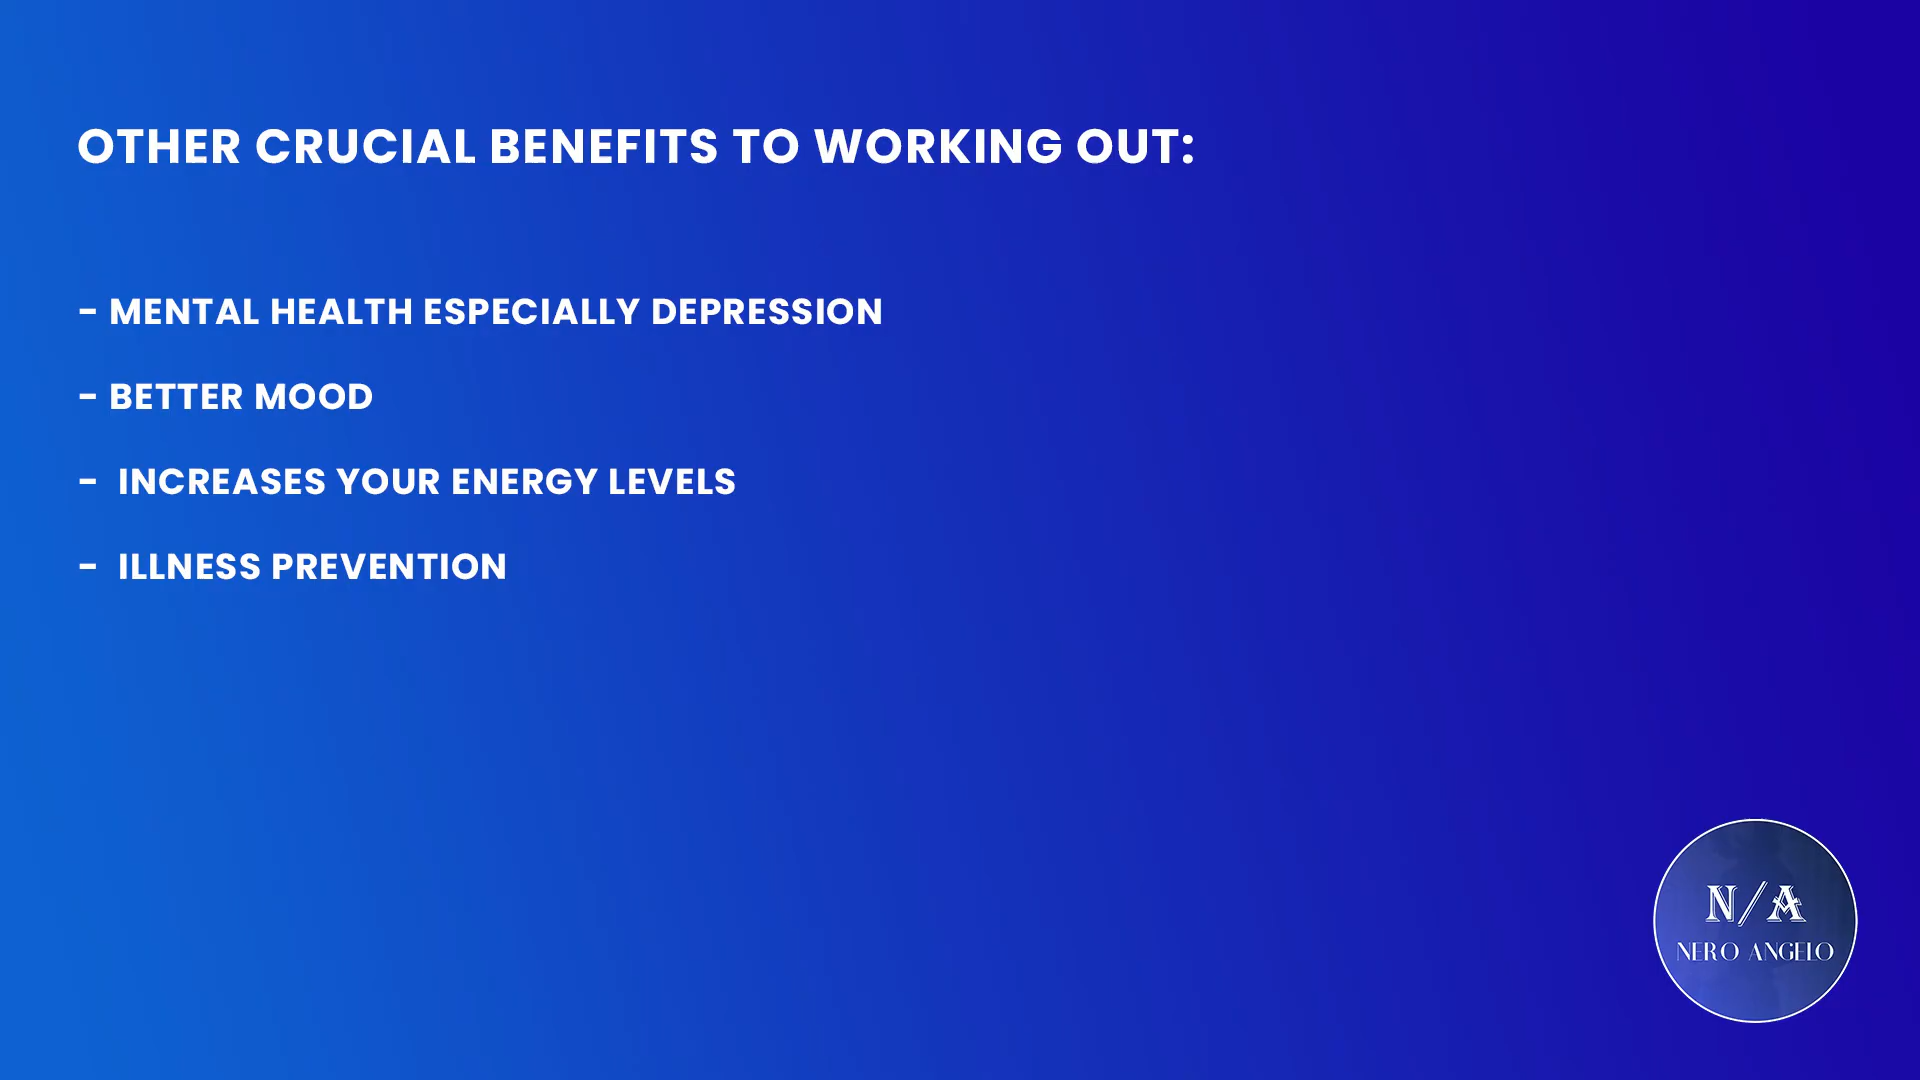 OTHER CRUCIAL BENEFITS TO WORKING OUT:
- MENTAL HEALTH ESPECIALLY DEPRESSION
- BETTER MOOD
- INCREASES YOUR ENERGY LEVELS
- ILLNESS PREVENTION
N/A
NERO ANGELO